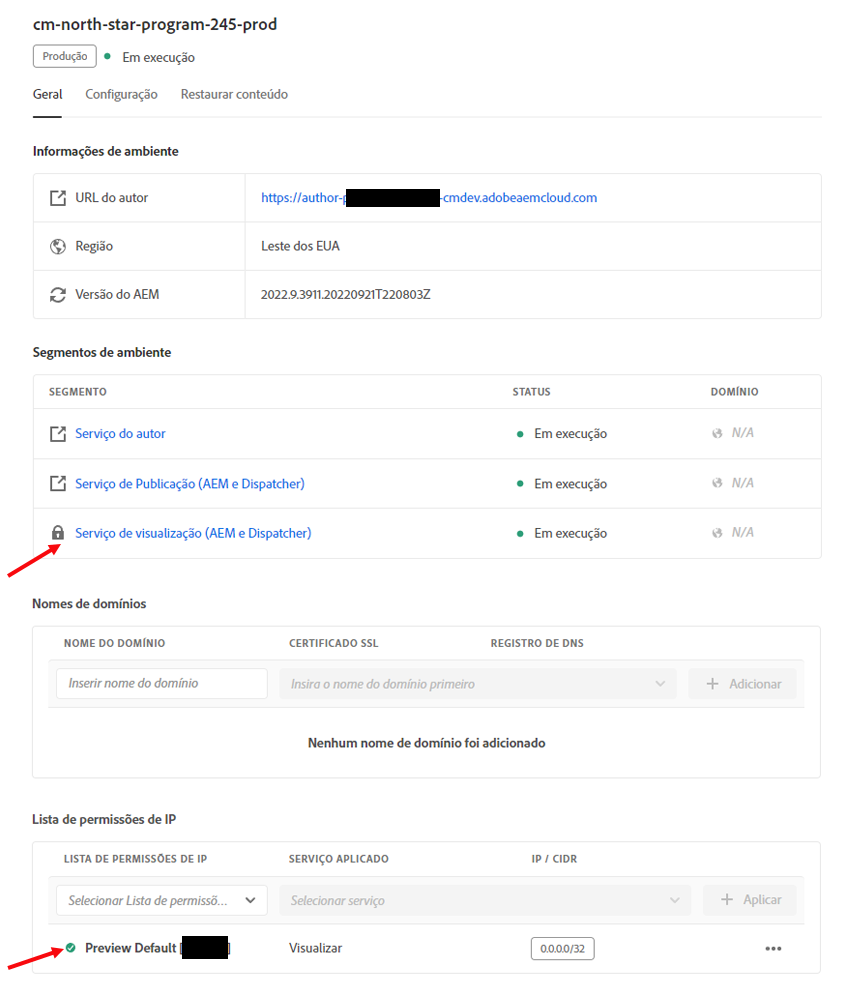 cm-north-star-program-245-prod
Produção Em execução
Geral Configuração Restaurar conteúdo
Informações de ambiente
URL do autor https://author-p -cmdev.adobeaemcloud.com
Região Leste dos EUA
Versão do AEM 2022.9.3911.20220921T220803Z
Segmentos de ambiente
SEGMENTO STATUS DOMÍNIO
Serviço do autor Em execução N/A
Serviço de Publicação (AEM e Dispatcher) Em execução N/A
Serviço de visualização (AEM e Dispatcher) Em execução N/A
Nomes de domínios
NOME DO DOMÍNIO CERTIFICADO SSL REGISTRO DE DNS
Inserir nome do domínio Insira o nome do domínio primeiro + Adicionar
Nenhum nome de domínio foi adicionado
Lista de permissões de IP
LISTA DE PERMISSÕES DE IP SERVIÇO APLICADO IP / CIDR
Selecionar Lista de permissõ... Selecionar serviço + Aplicar
Preview Default [ ] Visualizar 0.0.0.0/32